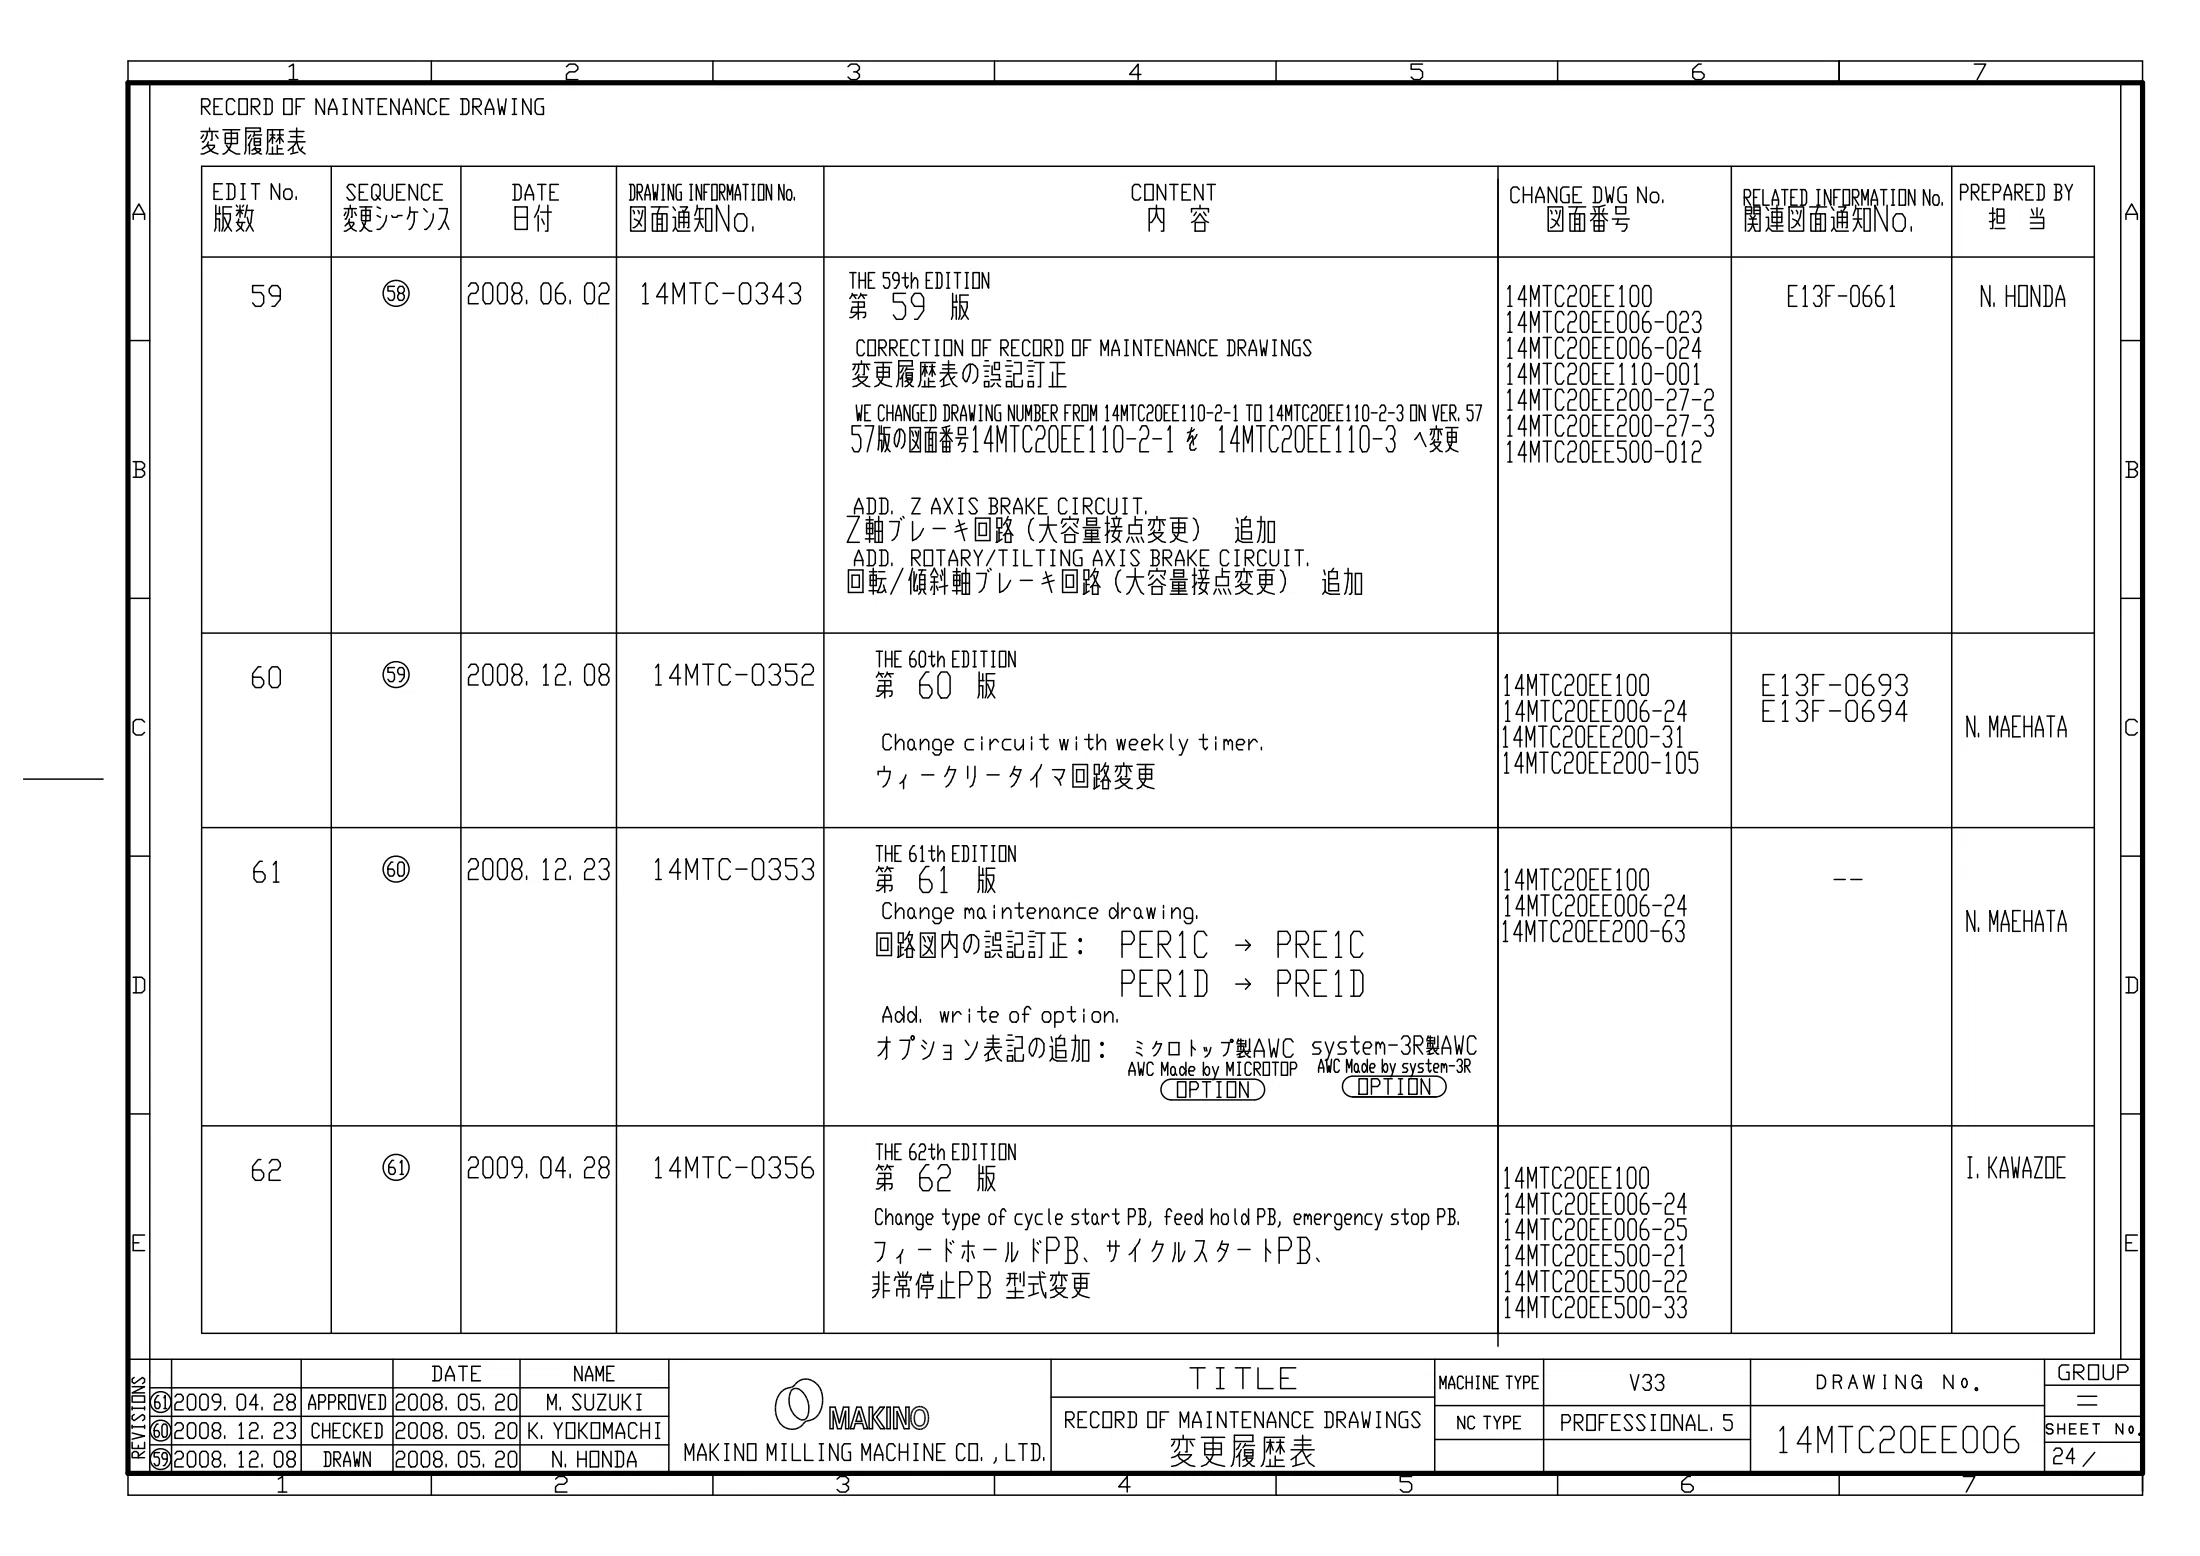 1 2 3 4 5 6 7
RECORD OF NAINTENANCE DRAWING
変更履歴表
EDIT No. SEQUENCE DATE DRAWING INFORMATION No. CONTENT CHANGE DWG No. RELATED INFORMATION No. PREPARED BY
版数 変更シーケンス 日付 図面通知No. 内 容 図面番号 関連図面通知No. 担 当
A A
59 58 2008.06.02 14MTC-0343 E13F-0661 N.HONDA
THE 59th EDITION
第 59 版
CORRECTION OF RECORD OF MAINTENANCE DRAWINGS
変更履歴表の誤記訂正
WE CHANGED DRAWING NUMBER FROM 14MTC20EE110-2-1 TO 14MTC20EE110-2-3 ON VER.57
57版の図面番号14MTC20EE110-2-1 を 14MTC20EE110-3 へ変更
ADD. Z AXIS BRAKE CIRCUIT.
Z軸ブレーキ回路(大容量接点変更) 追加
ADD. ROTARY/TILTING AXIS BRAKE CIRCUIT.
回転/傾斜軸ブレーキ回路(大容量接点変更) 追加
14MTC20EE100
14MTC20EE006-023
14MTC20EE006-024
14MTC20EE110-001
14MTC20EE200-27-2
14MTC20EE200-27-3
14MTC20EE500-012
B B
60 59 2008.12.08 14MTC-0352
THE 60th EDITION
第 60 版
Change circuit with weekly timer.
ウィークリータイマ回路変更
14MTC20EE100
14MTC20EE006-24
14MTC20EE200-31
14MTC20EE200-105
E13F-0693
E13F-0694
N.MAEHATA
C C
61 60 2008.12.23 14MTC-0353
THE 61th EDITION
第 61 版
Change maintenance drawing.
回路図内の誤記訂正: PER1C → PRE1C
PER1D → PRE1D
Add. write of option.
オプション表記の追加: ミクロトップ製AWC system-3R製AWC
AWC Made by MICROTOP AWC Made by system-3R
OPTION OPTION
14MTC20EE100
14MTC20EE006-24
14MTC20EE200-63
--
N.MAEHATA
D D
62 61 2009.04.28 14MTC-0356
THE 62th EDITION
第 62 版
Change type of cycle start PB, feed hold PB, emergency stop PB.
フィードホールドPB、サイクルスタートPB、
非常停止PB 型式変更
14MTC20EE100
14MTC20EE006-24
14MTC20EE006-25
14MTC20EE500-21
14MTC20EE500-22
14MTC20EE500-33
I.KAWAZOE
E E
REVISIONS
DATE NAME
61 2009.04.28 APPROVED 2008.05.20 M.SUZUKI
60 2008.12.23 CHECKED 2008.05.20 K.YOKOMACHI
59 2008.12.08 DRAWN 2008.05.20 N.HONDA
MAKINO
MAKINO MILLING MACHINE CO.,LTD.
TITLE
RECORD OF MAINTENANCE DRAWINGS
変更履歴表
MACHINE TYPE V33
NC TYPE PROFESSIONAL.5
DRAWING No.
14MTC20EE006
GROUP
=
SHEET No.
24/
1 2 3 4 5 6 7